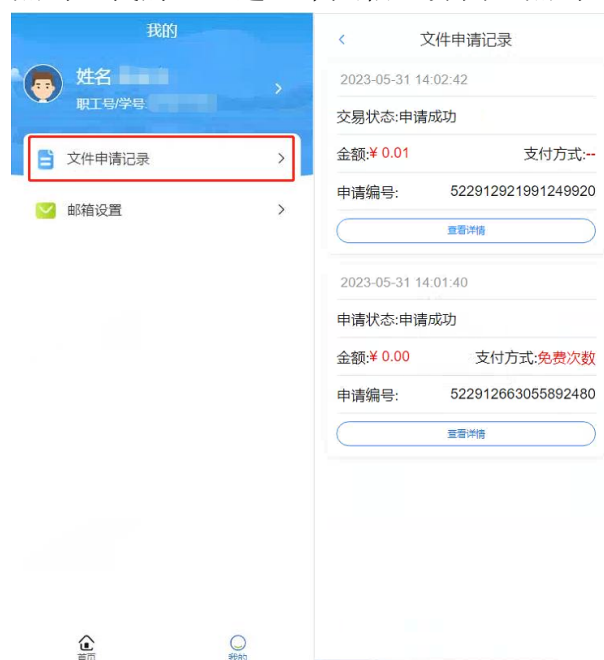 我的
姓名
职工号/学号
文件申请记录
邮箱设置
首页
我的
文件申请记录
2023-05-31 14:02:42
交易状态:申请成功
金额:¥ 0.01 支付方式:--
申请编号: 522912921991249920
查看详情
2023-05-31 14:01:40
申请状态:申请成功
金额:¥ 0.00 支付方式:免费次数
申请编号: 522912663055892480
查看详情